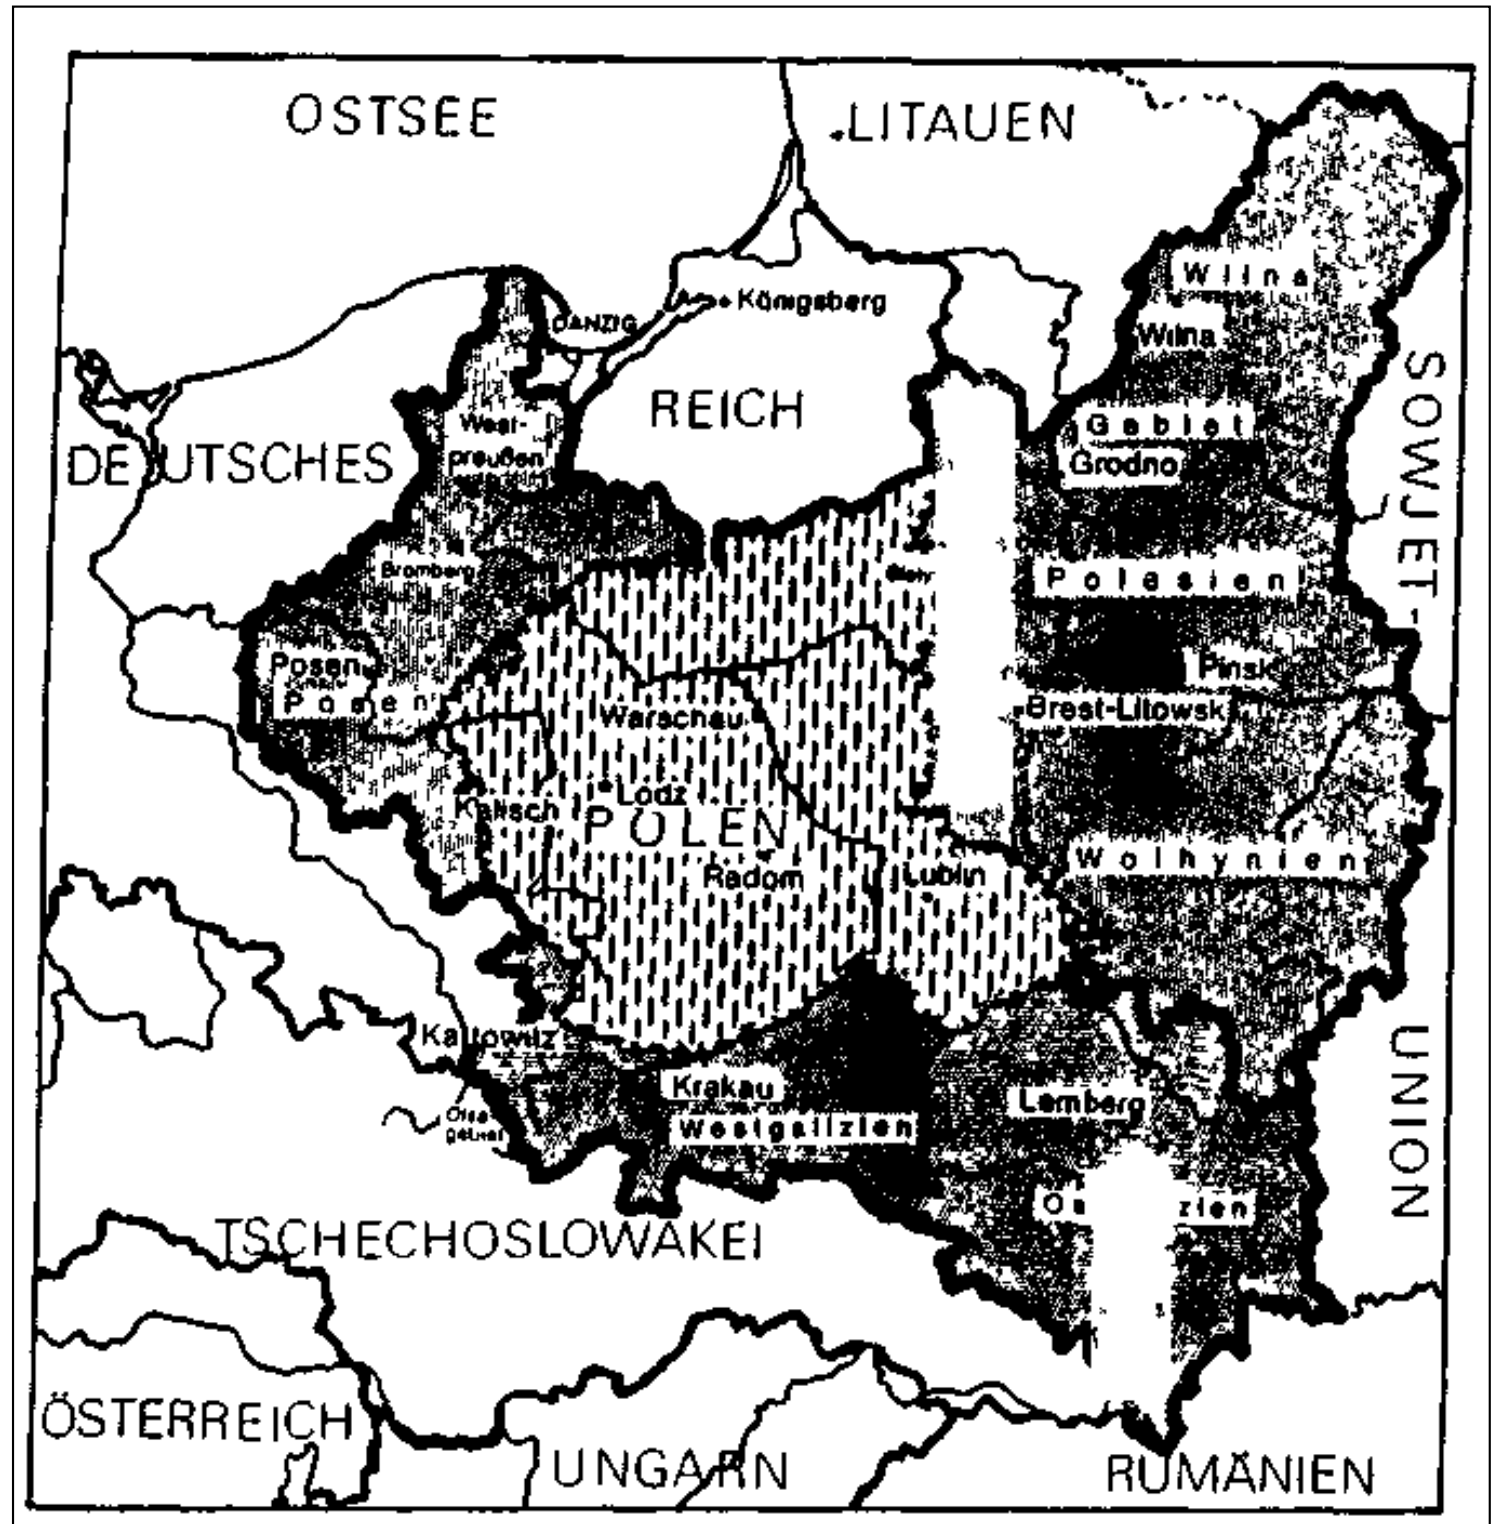 OSTSEE
LITAUEN
Wilna
Königsberg
DANZIG
Wilna
SOWJET-
REICH
West-
preußen
Gebiet
DEUTSCHES
Grodno
Bromberg
Polesien
Posen
Pinsk
Posen
Warschau
Brest-Litowsk
Lodz
Kalisch
POLEN
Wolhynien
Radom
Lublin
Kattowitz
UNION
Krakau
Lemberg
Westgalizien
TSCHECHOSLOWAKEI
ÖSTERREICH
UNGARN
RUMÄNIEN